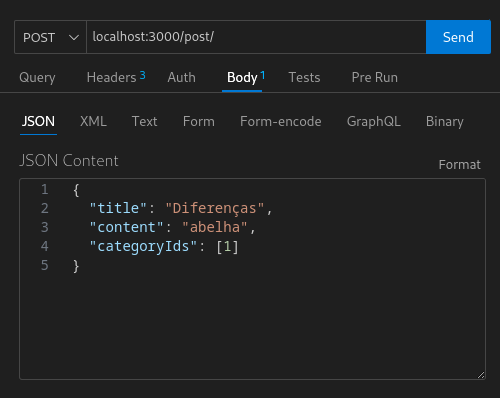 POST localhost:3000/post/ Send
Query Headers 3 Auth Body 1 Tests Pre Run
JSON XML Text Form Form-encode GraphQL Binary
JSON Content Format
1 {
2 "title": "Diferenças",
3 "content": "abelha",
4 "categoryIds": [1]
5 }